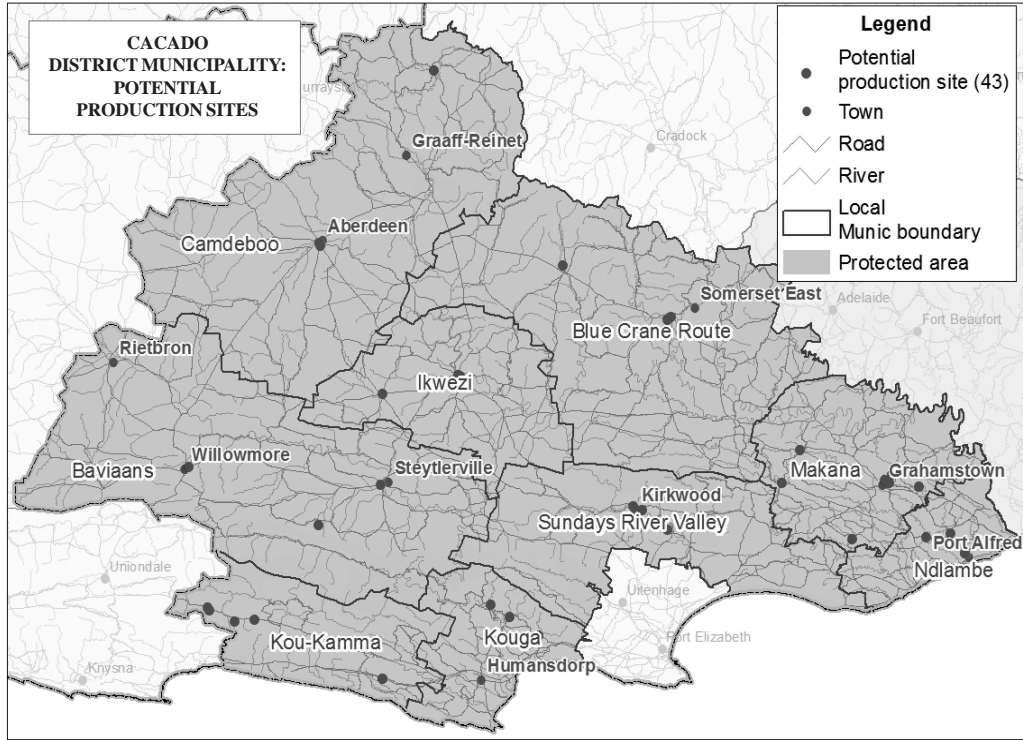 CACADO
DISTRICT MUNICIPALITY:
POTENTIAL
PRODUCTION SITES
Legend
Potential
production site (43)
Town
Road
River
Local
Munic boundary
Protected area
Cradock
Graaff-Reinet
Aberdeen
Camdeboo
Somerset East
Adelaide
Blue Crane Route
Fort Beaufort
Rietbron
Ikwezi
Willowmore
Baviaans
Steytlerville
Makana
Grahamstown
Kirkwood
Sundays River Valley
Port Alfred
Ndlambe
Uniondale
Uitenhage
Kou-Kamma
Kouga
Port Elizabeth
Humansdorp
Knysna